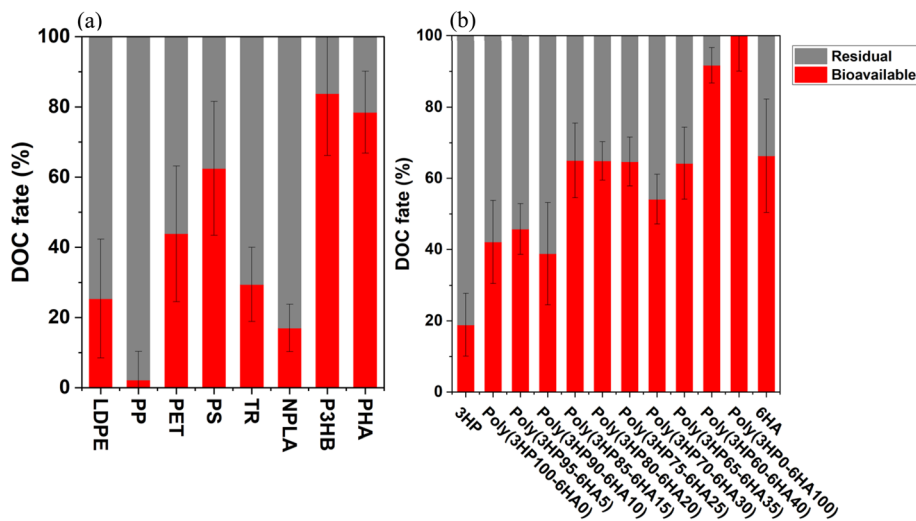 (a)
DOC fate (%)
100
80
60
40
20
0
LDPE
PP
PET
PS
TR
NPLA
P3HB
PHA
(b)
DOC fate (%)
100
80
60
40
20
0
3HP
Poly(3HP100-6HA0)
Poly(3HP95-6HA5)
Poly(3HP90-6HA10)
Poly(3HP85-6HA15)
Poly(3HP80-6HA20)
Poly(3HP75-6HA25)
Poly(3HP70-6HA30)
Poly(3HP65-6HA35)
Poly(3HP60-6HA40)
Poly(3HP0-6HA100)
6HA
Residual
Bioavailable